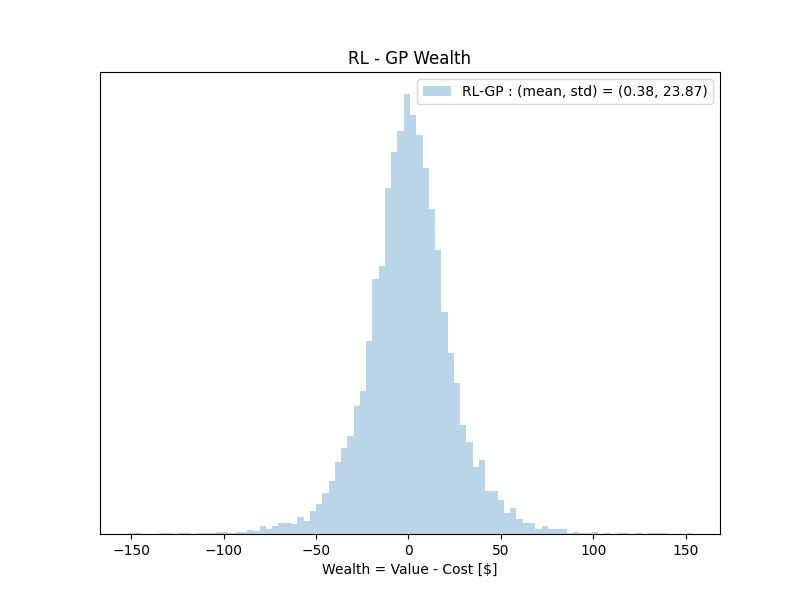 RL - GP Wealth
RL-GP : (mean, std) = (0.38, 23.87)
−150 −100 −50 0 50 100 150
Wealth = Value - Cost [$]